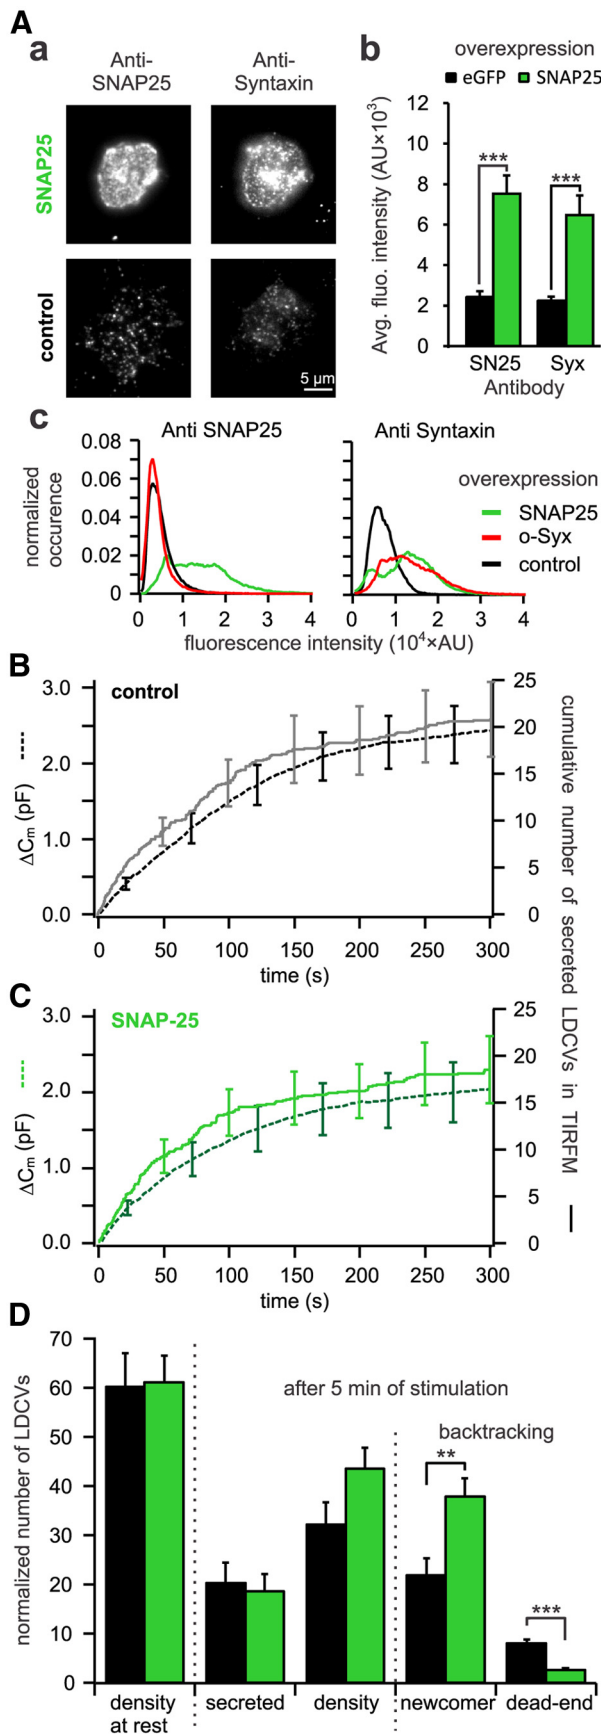 A
a
Anti-
SNAP25
Anti-
Syntaxin
SNAP25
control
5 µm
b
overexpression
eGFP SNAP25
Avg. fluo. intensity (AU×10³)
12
10
8
6
4
2
0
***
***
SN25 Syx
Antibody
c
Anti SNAP25
Anti Syntaxin
normalized
occurence
0.08
0.06
0.04
0.02
0
0 1 2 3 4
0 1 2 3 4
overexpression
SNAP25
o-Syx
control
fluorescence intensity (10⁴×AU)
B
control
ΔCm (pF)
3.0
2.0
1.0
0.0
25
20
15
10
5
0
0 50 100 150 200 250 300
time (s)
cumulative number of secreted LDCVs in TIRFM
C
SNAP-25
ΔCm (pF)
3.0
2.0
1.0
0.0
25
20
15
10
5
0
0 50 100 150 200 250 300
time (s)
D
normalized number of LDCVs
70
60
50
40
30
20
10
0
after 5 min of stimulation
backtracking
**
***
density
at rest
secreted
density
newcomer
dead-end